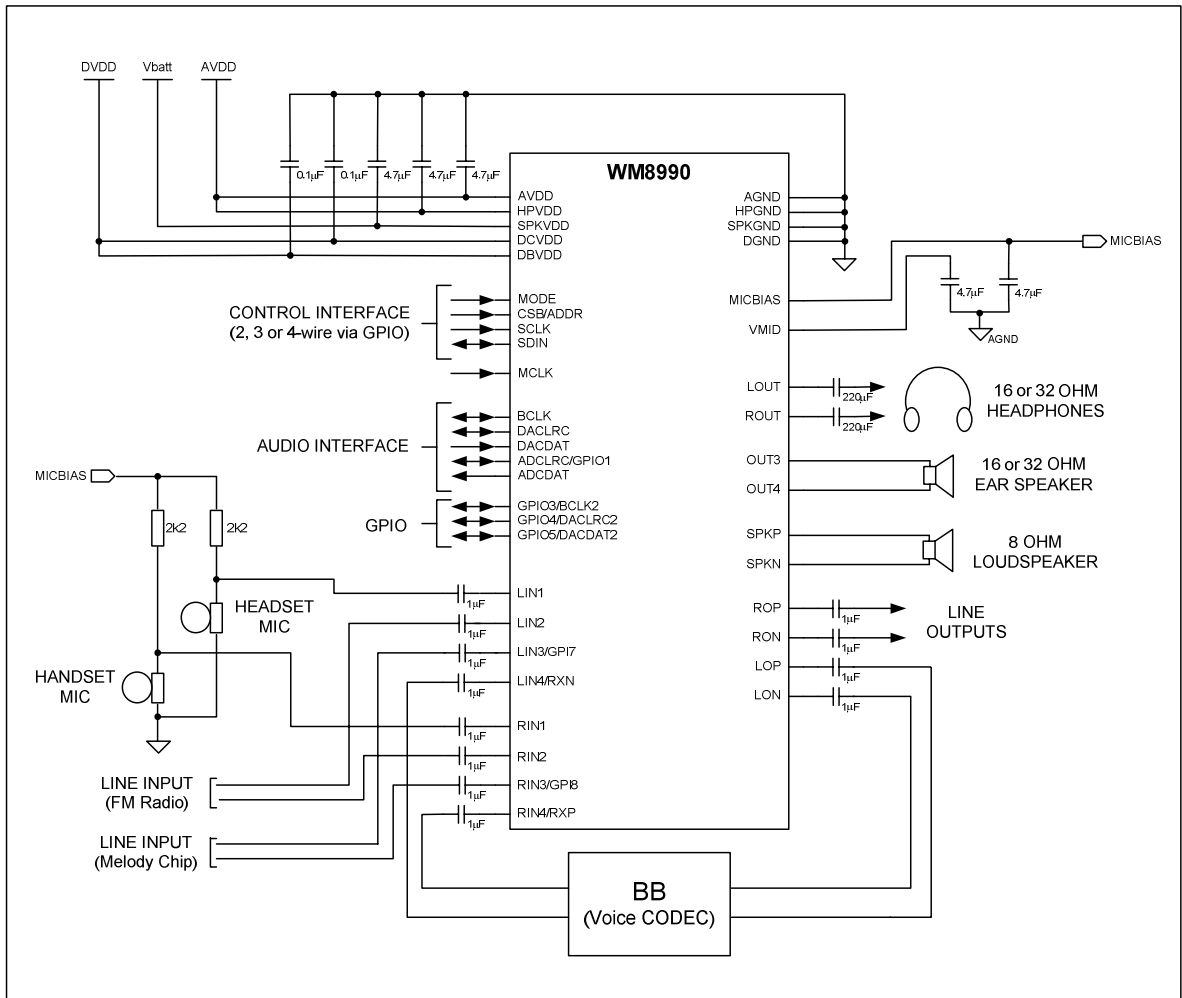 DVDD
Vbatt
AVDD
0.1µF
0.1µF
4.7µF
4.7µF
4.7µF
WM8990
AVDD
HPVDD
SPKVDD
DCVDD
DBVDD
AGND
HPGND
SPKGND
DGND
MICBIAS
4.7µF
4.7µF
AGND
MICBIAS
VMID
CONTROL INTERFACE
(2, 3 or 4-wire via GPIO)
MODE
CSB/ADDR
SCLK
SDIN
MCLK
LOUT
220µF
ROUT
220µF
16 or 32 OHM
HEADPHONES
AUDIO INTERFACE
BCLK
DACLRC
DACDAT
ADCLRC/GPIO1
ADCDAT
OUT3
OUT4
16 or 32 OHM
EAR SPEAKER
MICBIAS
2k2
2k2
GPIO
GPIO3/BCLK2
GPIO4/DACLRC2
GPIO5/DACDAT2
SPKP
SPKN
8 OHM
LOUDSPEAKER
HEADSET
MIC
HANDSET
MIC
1µF
LIN1
1µF
LIN2
1µF
LIN3/GPI7
1µF
LIN4/RXN
1µF
RIN1
1µF
RIN2
1µF
RIN3/GPI8
1µF
RIN4/RXP
ROP
1µF
RON
1µF
LOP
1µF
LON
1µF
LINE
OUTPUTS
LINE INPUT
(FM Radio)
LINE INPUT
(Melody Chip)
BB
(Voice CODEC)